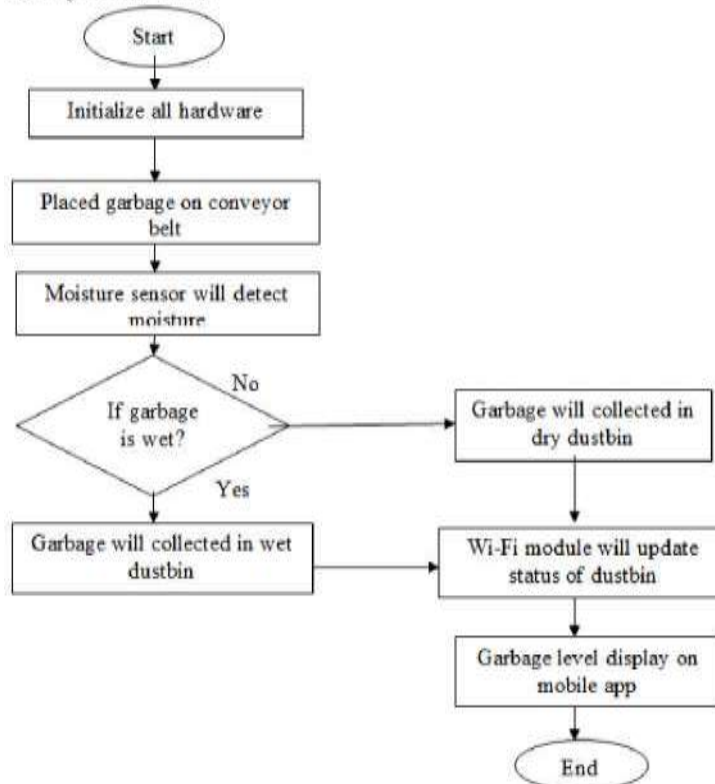 Start
Initialize all hardware
Placed garbage on conveyor
belt
Moisture sensor will detect
moisture
If garbage
is wet?
No
Yes
Garbage will collected in
dry dustbin
Garbage will collected in wet
dustbin
Wi-Fi module will update
status of dustbin
Garbage level display on
mobile app
End